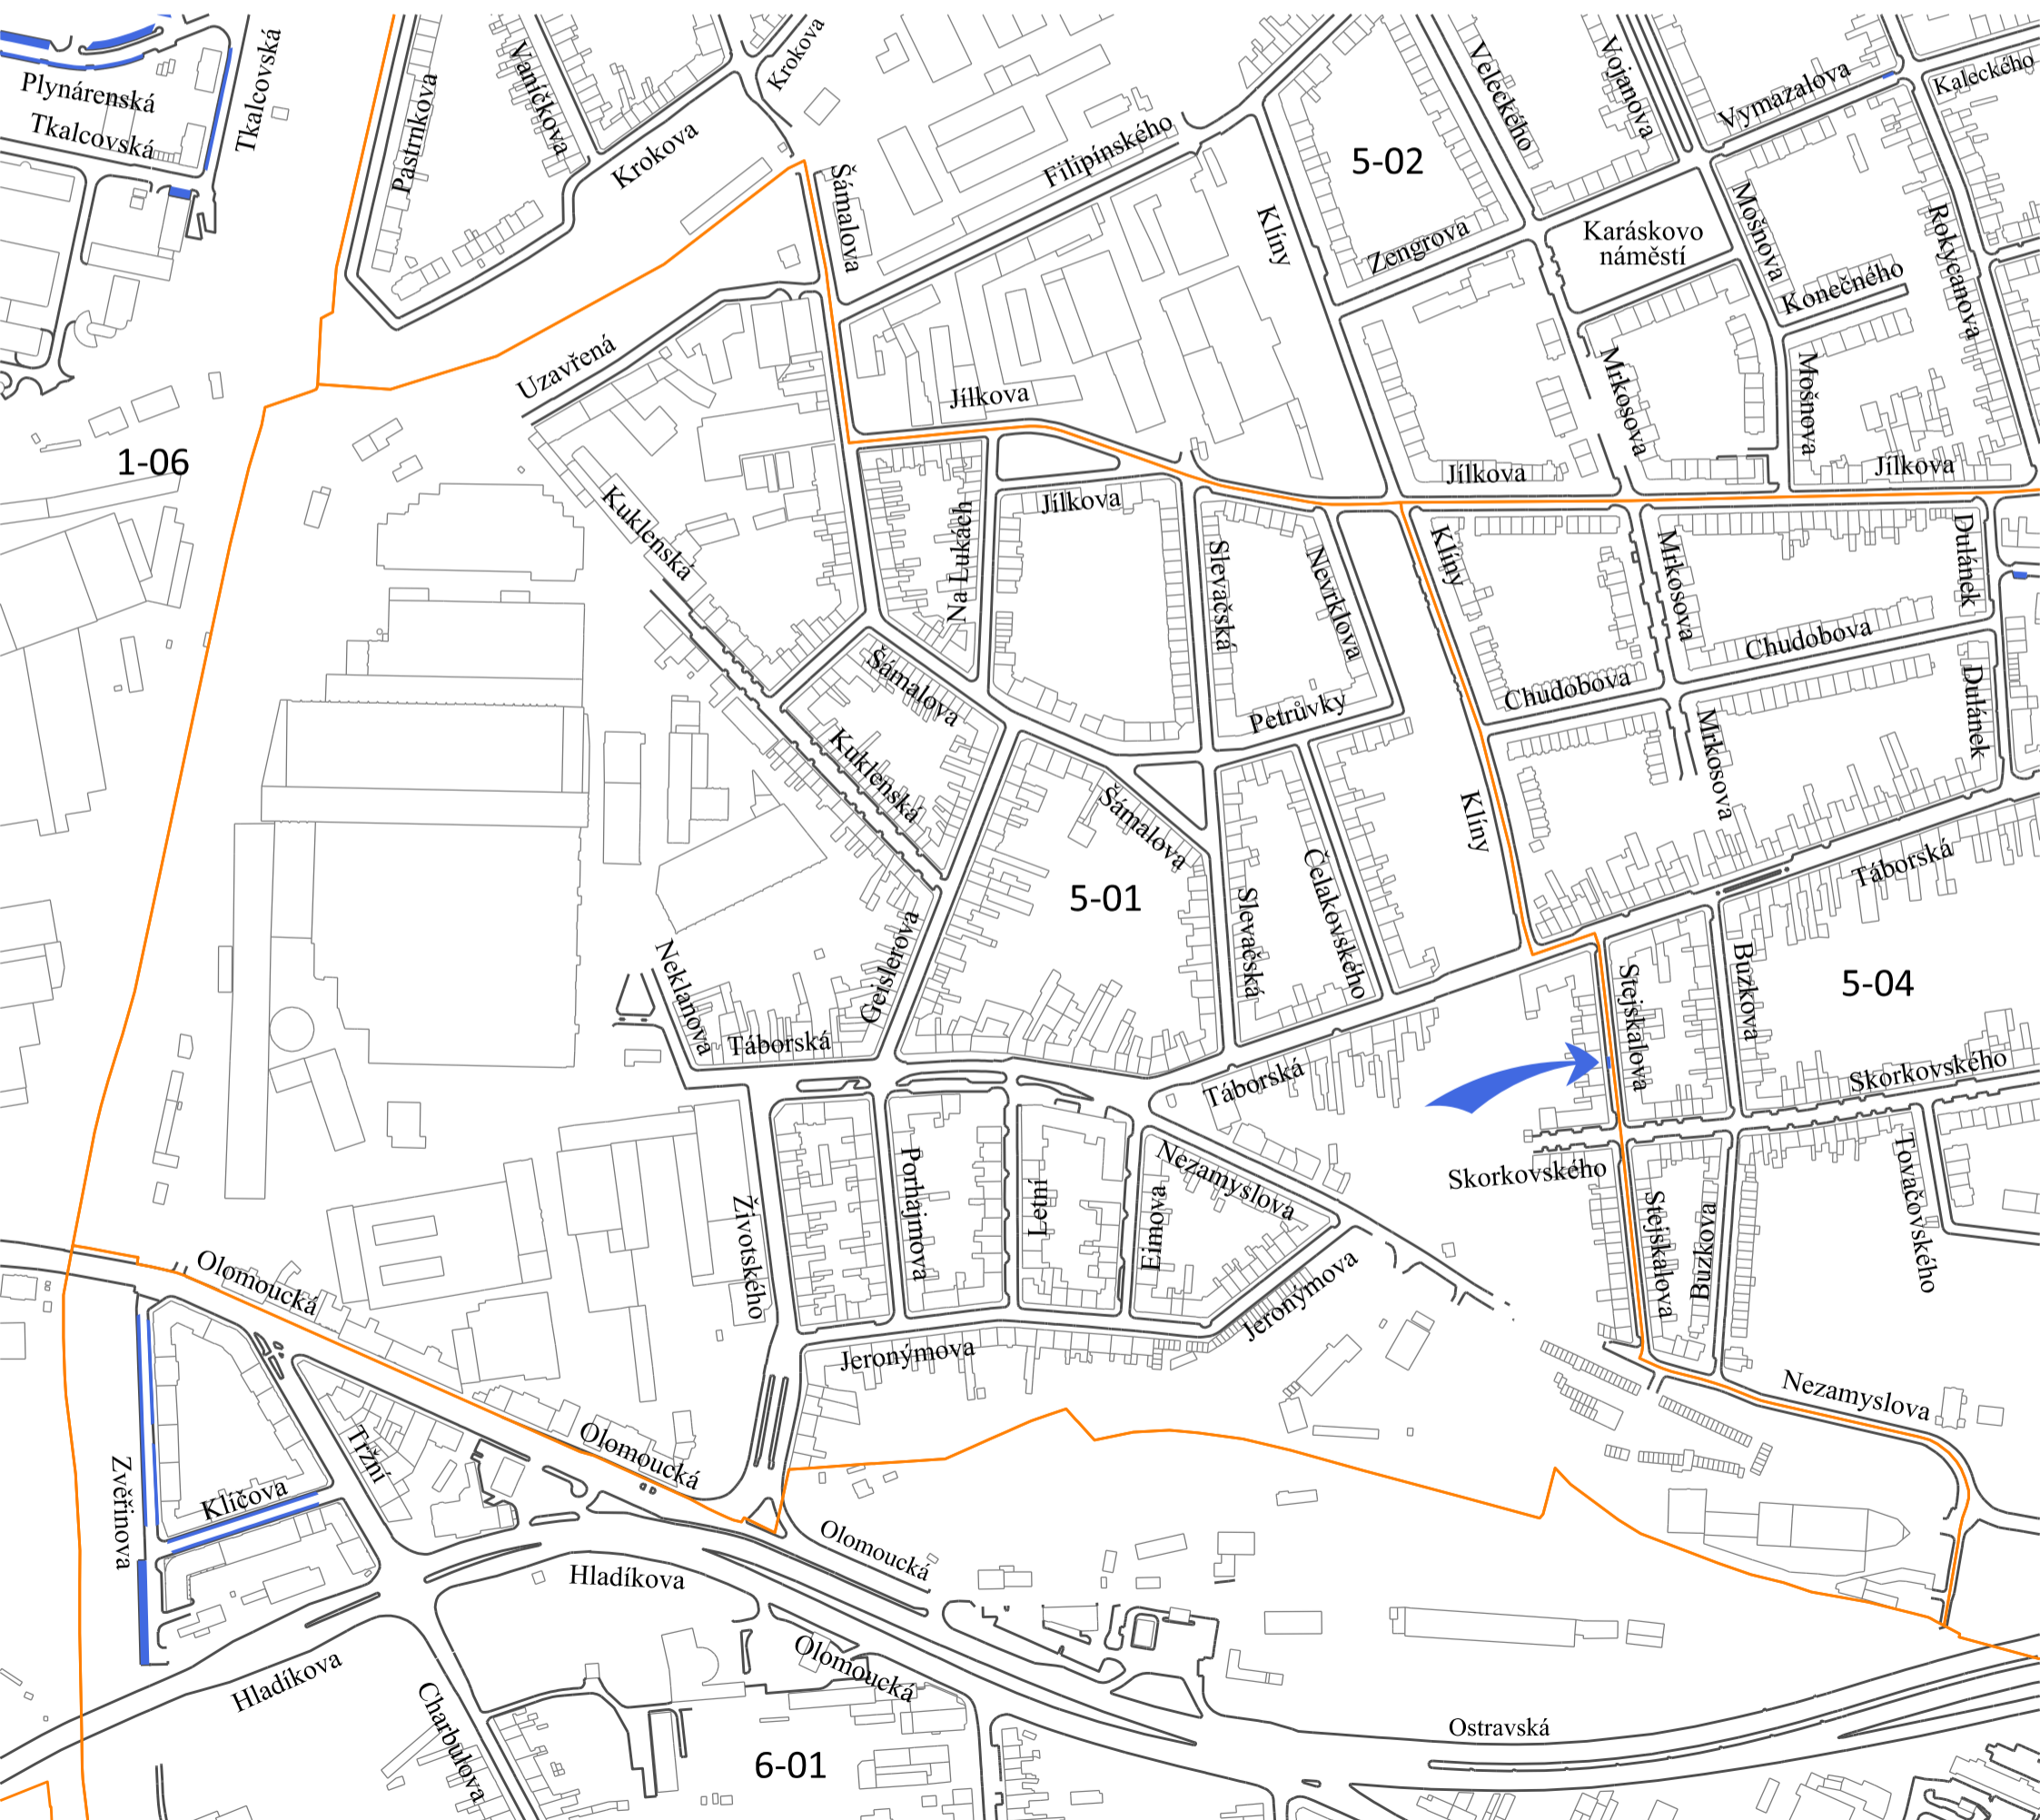 Tkalcovská
Plynárenská
Tkalcovská
Pastrnkova
Vaníčkova
Krokova
Krokova
Šámalova
Filipínského
Klíny
5-02
Veleckého
Vojanova
Vymazalova
Kaleckého
Zengrova
Karáskovo
náměstí
Mošnova
Konečného
Rokycanova
Uzavřená
Jílkova
Mrkosova
Mošnova
Jílkova
Jílkova
1-06
Kuklenská
Na Lukách
Jílkova
Slevačská
Nevrklova
Klíny
Mrkosova
Dulánek
Chudobova
Chudobova
Dulánek
Šámalova
Petrůvky
Mrkosova
Kuklenská
Šámalova
Klíny
Táborská
5-01
Čelakovského
Slevačská
Geislerova
Neklanova
Táborská
Stejskalova
Buzkova
5-04
Skorkovského
Táborská
Nezamyslova
Skorkovského
Tovačovského
Porhajmova
Letní
Eimova
Životského
Stejskalova
Buzkova
Olomoucká
Jeronýmova
Jeronýmova
Nezamyslova
Tržní
Olomoucká
Klíčova
Zvěřinova
Olomoucká
Hladíkova
Olomoucká
Hladíkova
Charbulova
Ostravská
6-01